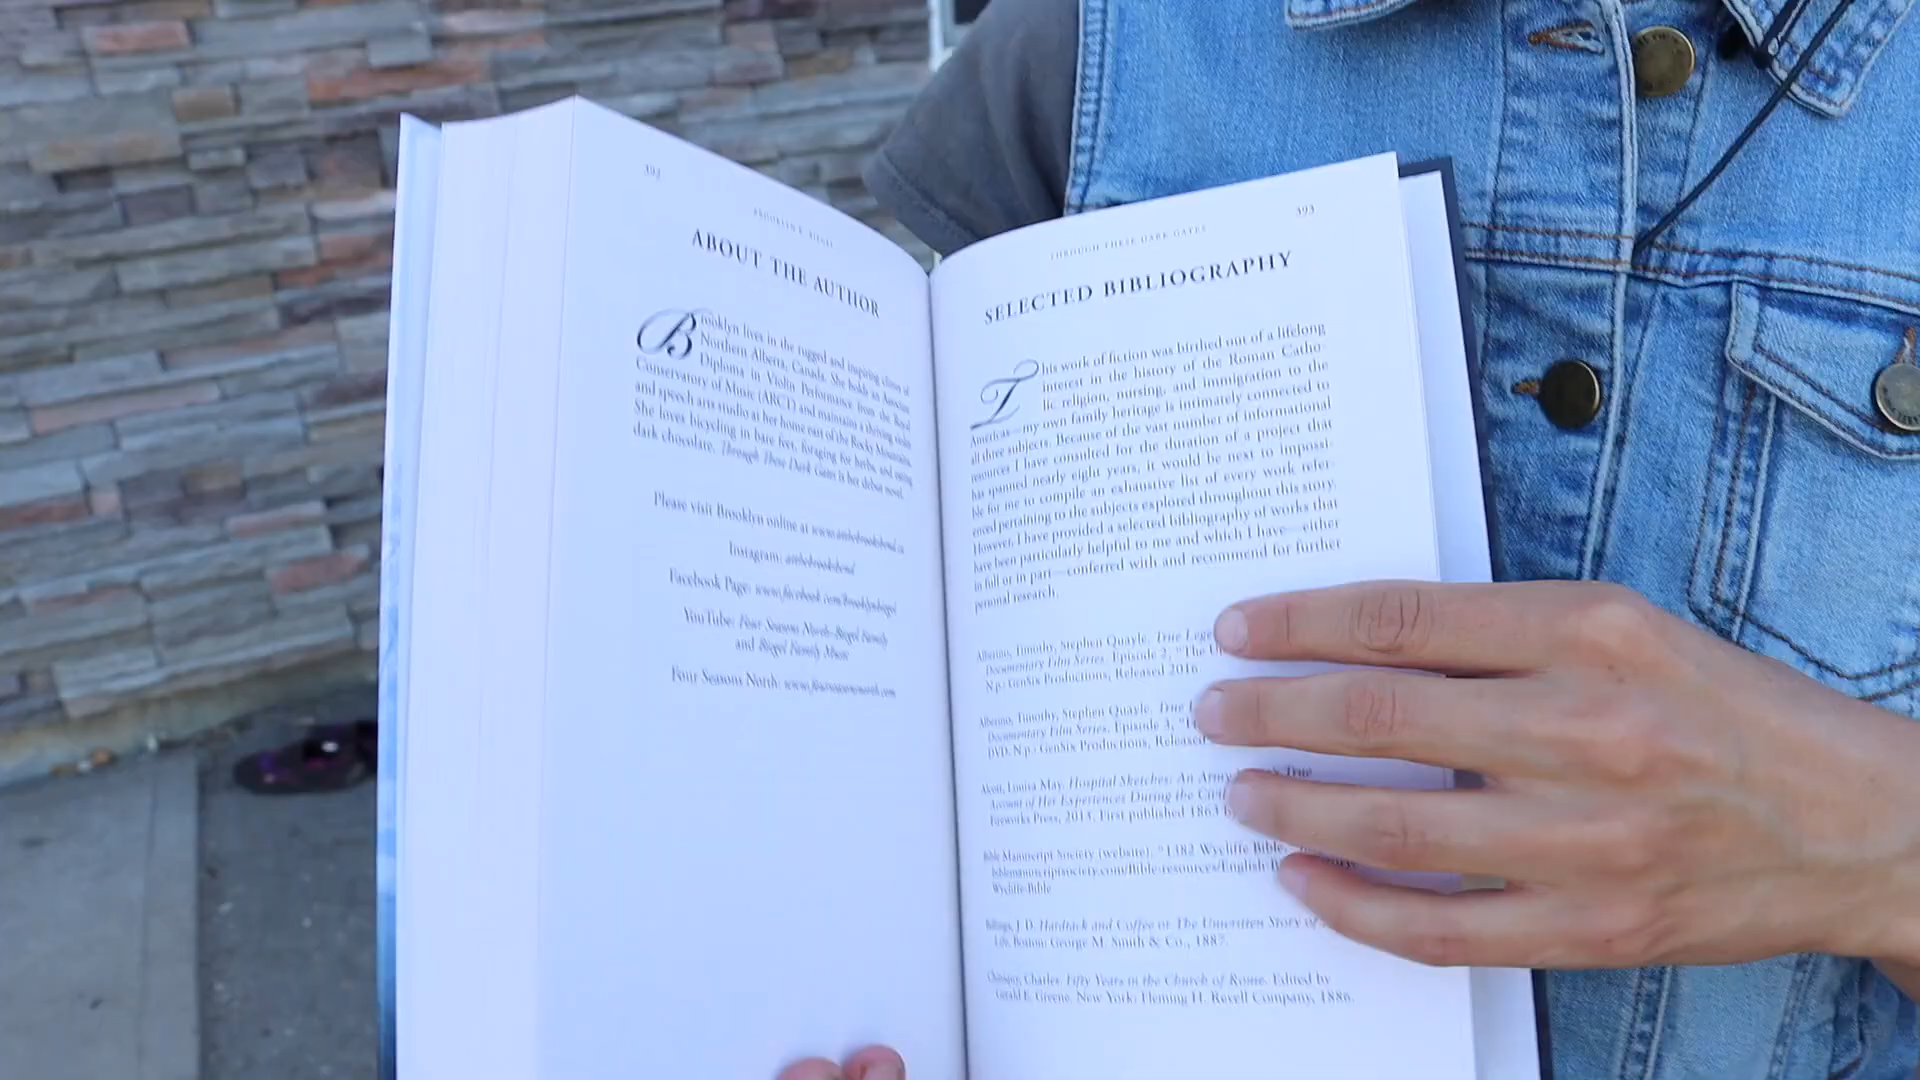 ABOUT THE AUTHOR
Brooklyn lives in the rugged and inspiring climes of
Northern Alberta, Canada. She holds an Associate
Diploma in Violin Performance from the Royal
Conservatory of Music (ARCT) and maintains a thriving violin
and speech arts studio at her home east of the Rocky Mountains.
She loves bicycling in bare feet, foraging for herbs, and eating
dark chocolate. Through These Dark Gates is her debut novel.
Please visit Brooklyn online at
Instagram: atthebrooksbend
Facebook Page:
YouTube: Four Seasons North–Biegel Family
and Biegel Family Music
Four Seasons North: www.fourseasonsnorth.com
393
THROUGH THESE DARK GATES
SELECTED BIBLIOGRAPHY
This work of fiction was birthed out of a lifelong
interest in the history of the Roman Catho-
lic religion, nursing, and immigration to the
Americas—my own family heritage is intimately connected to
all three subjects. Because of the vast number of informational
resources I have consulted for the duration of a project that
has spanned nearly eight years, it would be next to impossi-
ble for me to compile an exhaustive list of every work refer-
enced pertaining to the subjects explored throughout this story.
However, I have provided a selected bibliography of works that
have been particularly helpful to me and which I have—either
in full or in part—conferred with and recommend for further
personal research.
Alberino, Timothy, Stephen Quayle. True
Documentary Film Series. Episode 2, "The
N.p.: GenSix Productions, Released 2016.
Alberino, Timothy, Stephen Quayle. True
Documentary Film Series. Episode 3,
DVD. N.p.: GenSix Productions, Released
Alcott, Louisa May. Hospital Sketches: An Army True
Account of Her Experiences During the
Fireworks Press, 2013. First published 1863
Bible Manuscript Society (website). "1382 Wycliffe Bible."
biblemanuscriptsociety.com/Bible-resources/English
Wycliffe-Bible
Billings, J. D. Hardtack and Coffee or The Unwritten Story of
Life. Boston: George M. Smith & Co., 1887.
Chiniquy, Charles. Fifty Years in the Church of Rome. Edited by
Gerald E. Greene. New York: Fleming H. Revell Company, 1886.